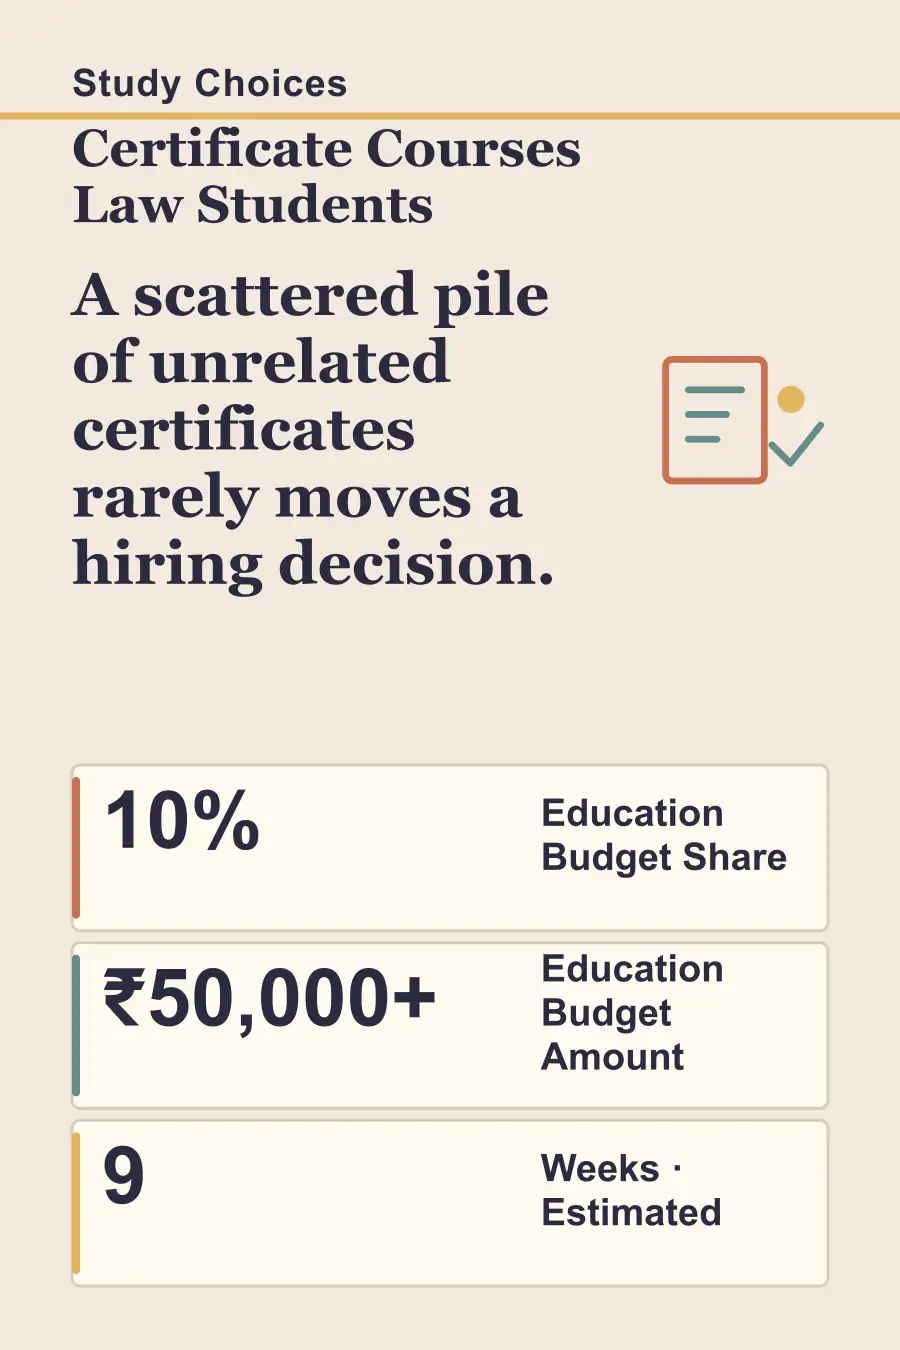 Study Choices
Certificate Courses
Law Students
A scattered pile
of unrelated
certificates
rarely moves a
hiring decision.
10%
Education
Budget Share
₹50,000+
Education
Budget
Amount
9
Weeks ·
Estimated